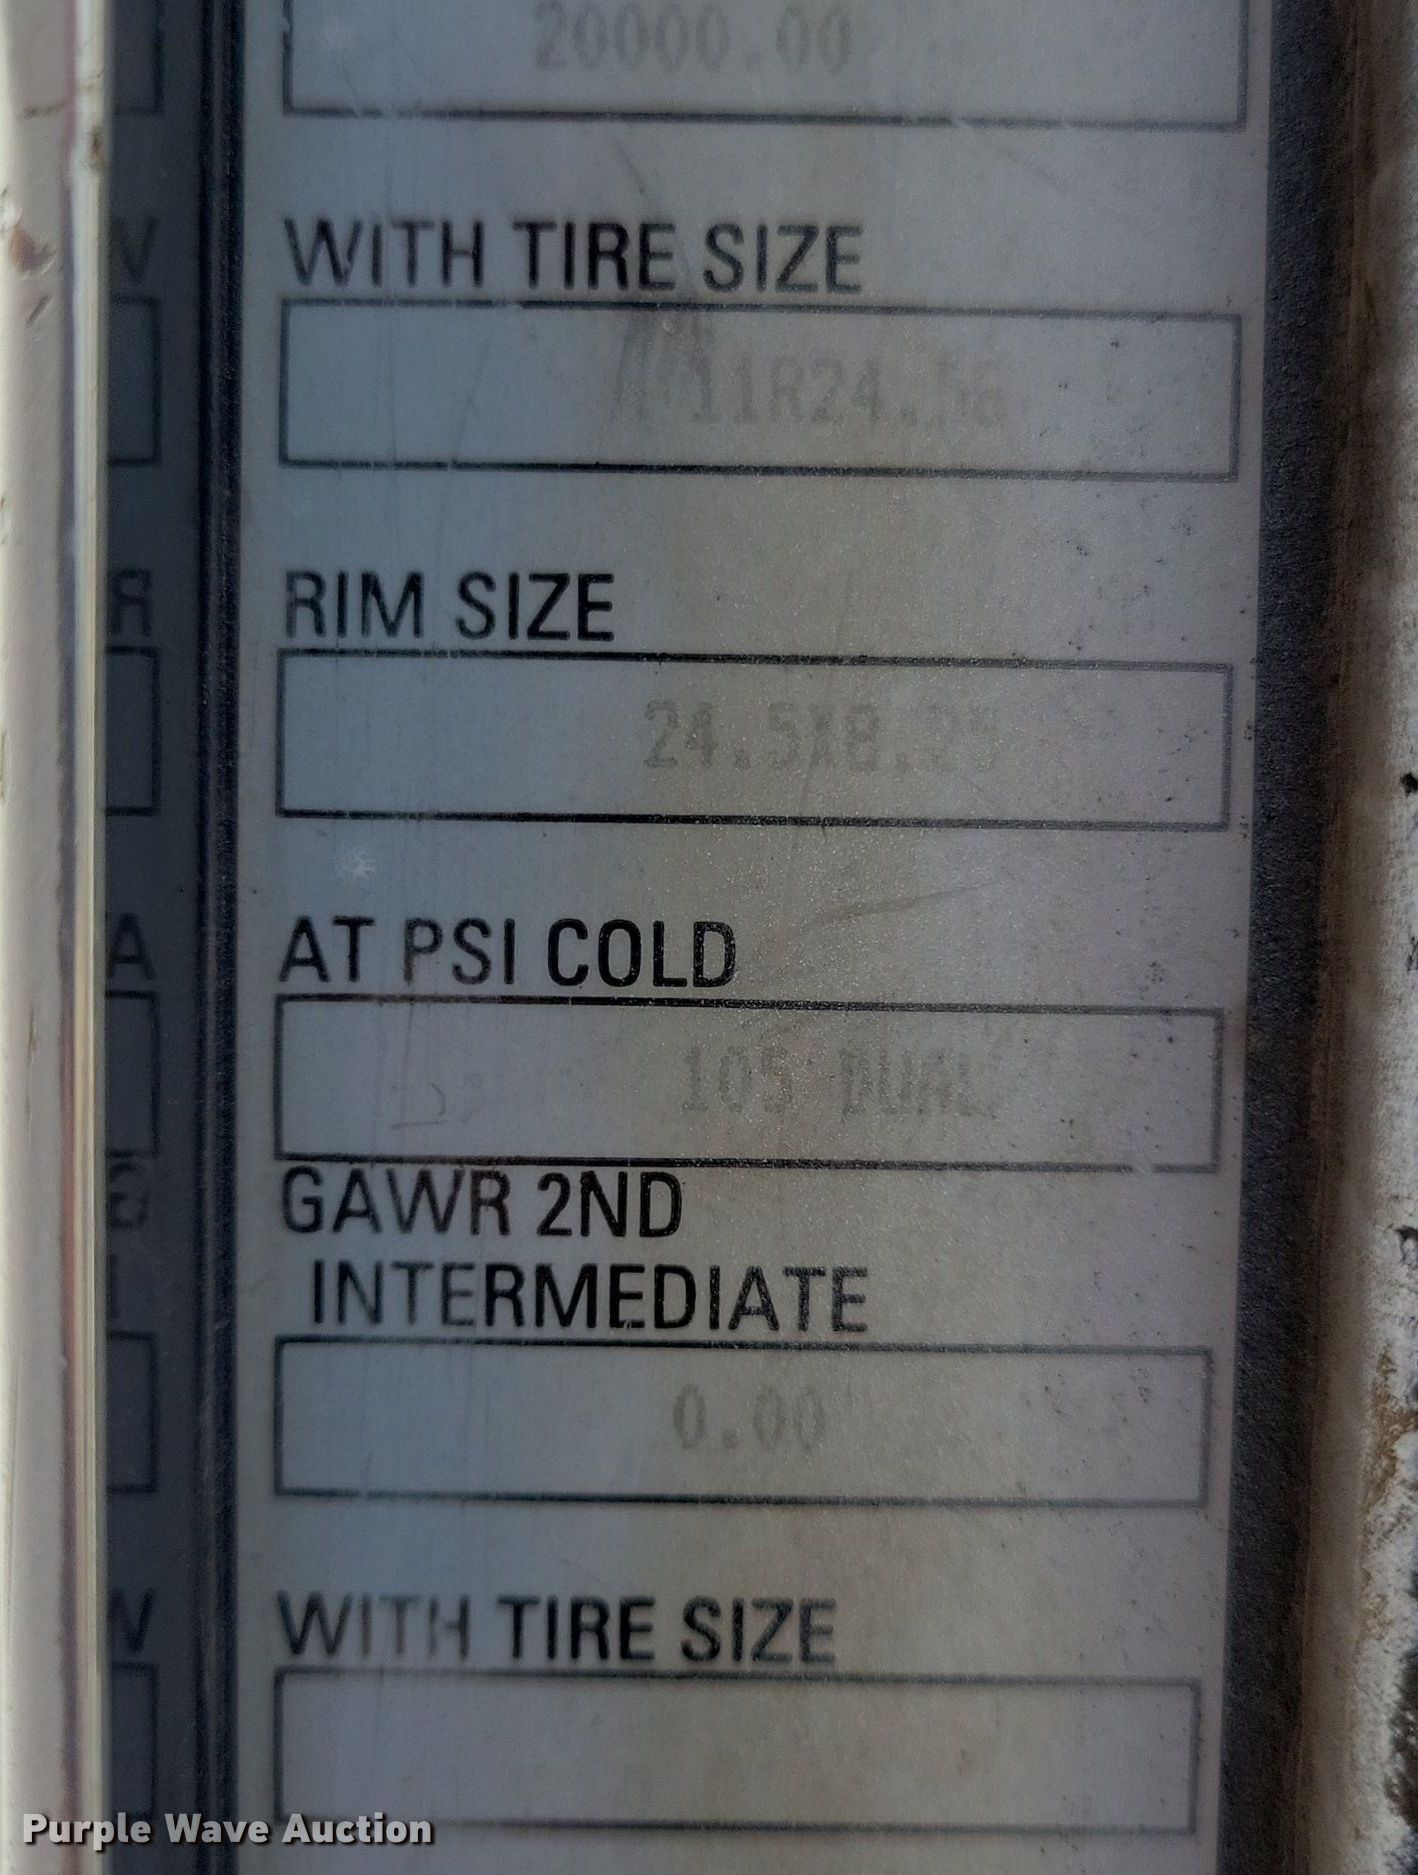 20000.00
WITH TIRE SIZE
11R24.5G
RIM SIZE
24.5X8.25
AT PSI COLD
105 DUAL
GAWR 2ND
INTERMEDIATE
0.00
WITH TIRE SIZE
Purple Wave Auction